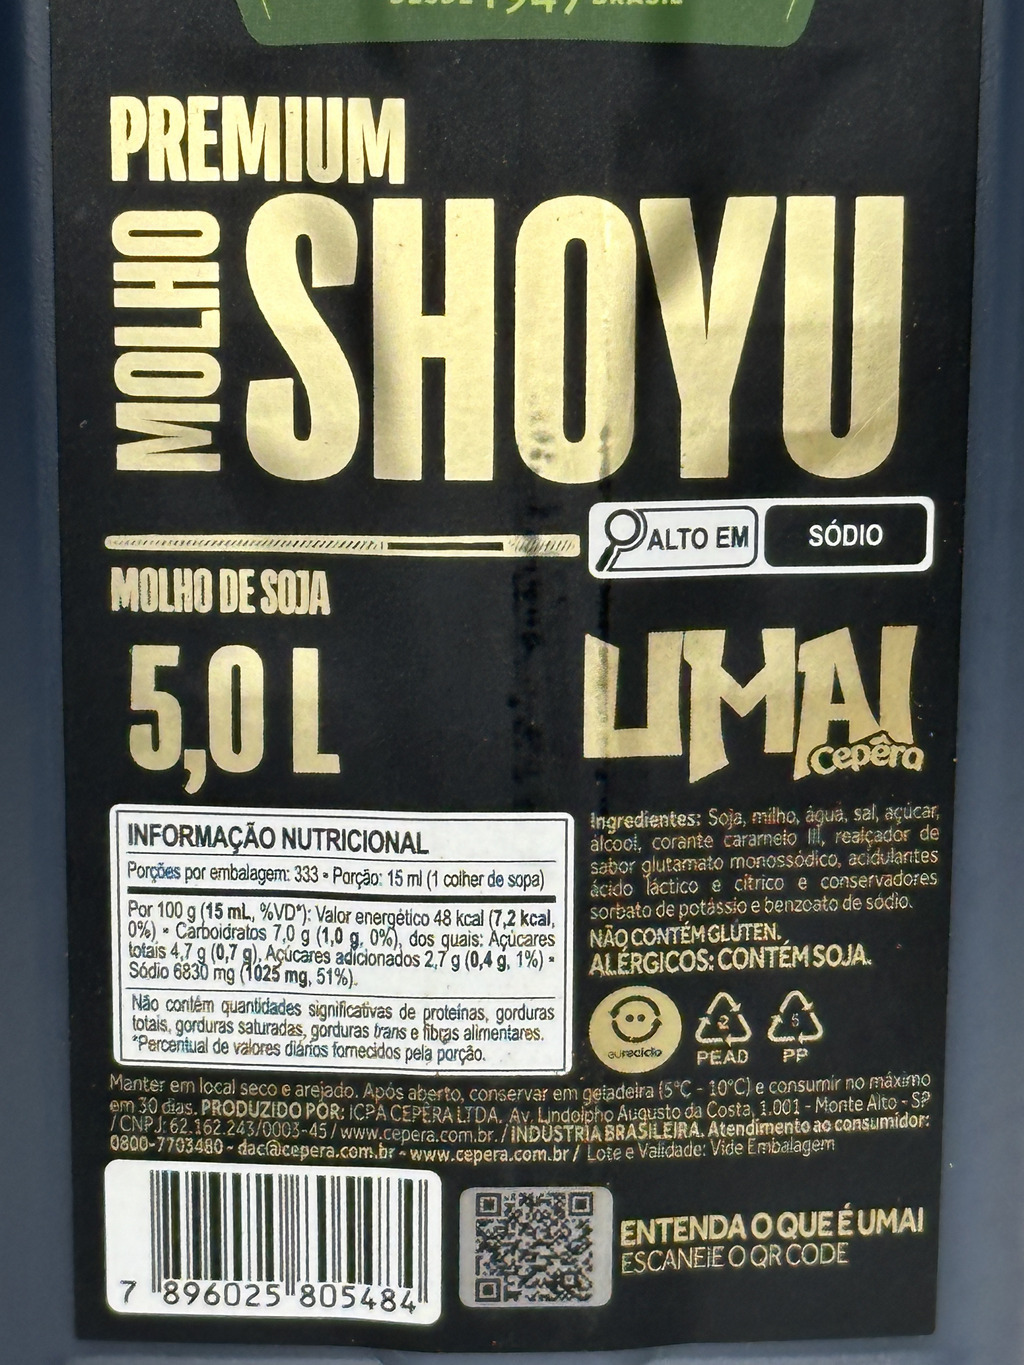 DESDE 1947 BRASIL
PREMIUM
MOLHO
SHOYU
ALTO EM SÓDIO
MOLHO DE SOJA
5,0 L
UMAI
cepêra
INFORMAÇÃO NUTRICIONAL
Porções por embalagem: 333 • Porção: 15 ml (1 colher de sopa)
Por 100 g (15 mL, %VD*): Valor energético 48 kcal (7,2 kcal,
0%) • Carboidratos 7,0 g (1,0 g, 0%), dos quais: Açúcares
totais 4,7 g (0,7 g), Açúcares adicionados 2,7 g (0,4 g, 1%) •
Sódio 6830 mg (1025 mg, 51%).
Não contém quantidades significativas de proteínas, gorduras
totais, gorduras saturadas, gorduras trans e fibras alimentares.
*Percentual de valores diários fornecidos pela porção.
Ingredientes: Soja, milho, água, sal, açúcar,
álcool, corante caramelo III, realçador de
sabor glutamato monossódico, acidulantes
ácido láctico e cítrico e conservadores
sorbato de potássio e benzoato de sódio.
NÃO CONTÉM GLÚTEN.
ALÉRGICOS: CONTÉM SOJA.
eureciclo
2
PEAD
5
PP
Manter em local seco e arejado. Após aberto, conservar em geladeira (5°C - 10°C) e consumir no máximo
em 30 dias. PRODUZIDO POR: ICPA CEPÊRA LTDA. Av. Lindolpho Augusto da Costa, 1.001 - Monte Alto - SP
/ CNPJ: 62.162.243/0003-45 / www.cepera.com.br. / INDÚSTRIA BRASILEIRA. Atendimento ao consumidor:
0800-7703480 - dac@cepera.com.br - www.cepera.com.br / Lote e Validade: Vide Embalagem
7 896025 805484
ENTENDA O QUE É UMAI
ESCANEIE O QR CODE